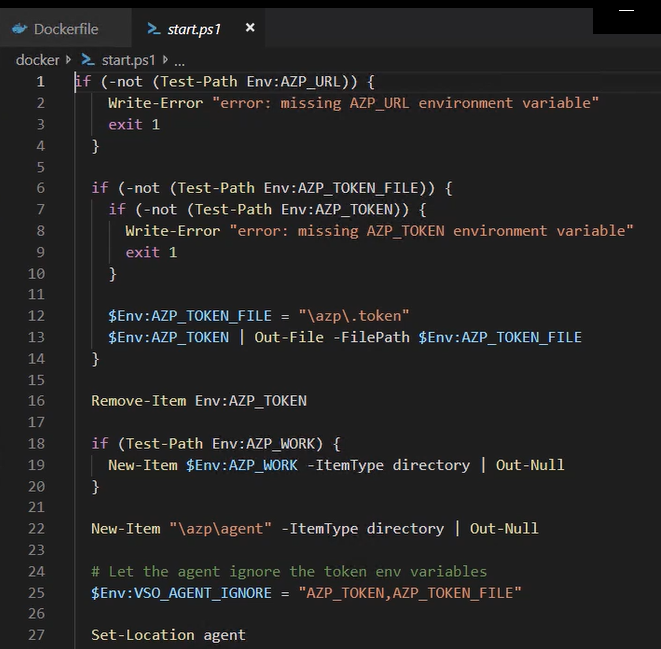 Dockerfile
start.ps1
docker start.ps1 ...
1 if (-not (Test-Path Env:AZP_URL)) {
2 Write-Error "error: missing AZP_URL environment variable"
3 exit 1
4 }
5
6 if (-not (Test-Path Env:AZP_TOKEN_FILE)) {
7 if (-not (Test-Path Env:AZP_TOKEN)) {
8 Write-Error "error: missing AZP_TOKEN environment variable"
9 exit 1
10 }
11
12 $Env:AZP_TOKEN_FILE = "\azp\.token"
13 $Env:AZP_TOKEN | Out-File -FilePath $Env:AZP_TOKEN_FILE
14 }
15
16 Remove-Item Env:AZP_TOKEN
17
18 if (Test-Path Env:AZP_WORK) {
19 New-Item $Env:AZP_WORK -ItemType directory | Out-Null
20 }
21
22 New-Item "\azp\agent" -ItemType directory | Out-Null
23
24 # Let the agent ignore the token env variables
25 $Env:VSO_AGENT_IGNORE = "AZP_TOKEN,AZP_TOKEN_FILE"
26
27 Set-Location agent